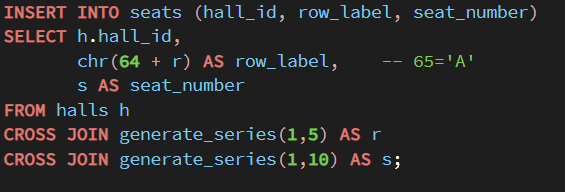 INSERT INTO seats (hall_id, row_label, seat_number)
SELECT h.hall_id,
       chr(64 + r) AS row_label,    -- 65='A'
       s AS seat_number
FROM halls h
CROSS JOIN generate_series(1,5) AS r
CROSS JOIN generate_series(1,10) AS s;